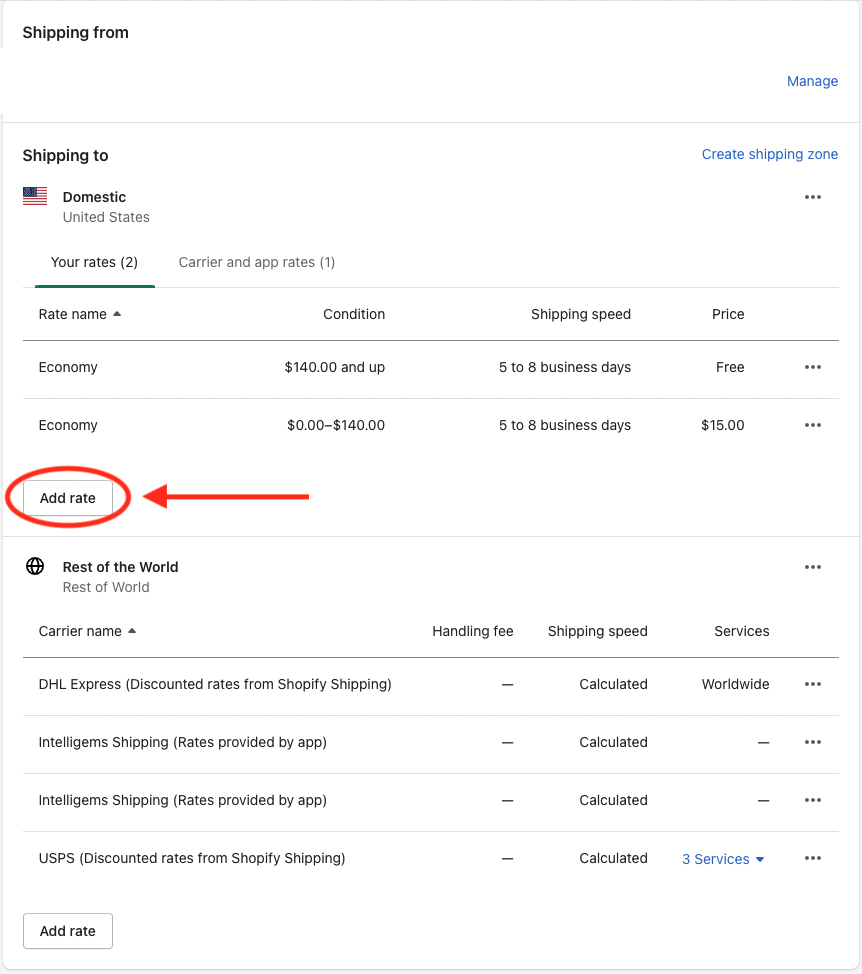 Shipping from
Manage
Shipping to
Create shipping zone
Domestic
United States
Your rates (2) Carrier and app rates (1)
Rate name Condition Shipping speed Price
Economy $140.00 and up 5 to 8 business days Free
Economy $0.00–$140.00 5 to 8 business days $15.00
Add rate
Rest of the World
Rest of World
Carrier name Handling fee Shipping speed Services
DHL Express (Discounted rates from Shopify Shipping) — Calculated Worldwide
Intelligems Shipping (Rates provided by app) — Calculated —
Intelligems Shipping (Rates provided by app) — Calculated —
USPS (Discounted rates from Shopify Shipping) — Calculated 3 Services
Add rate